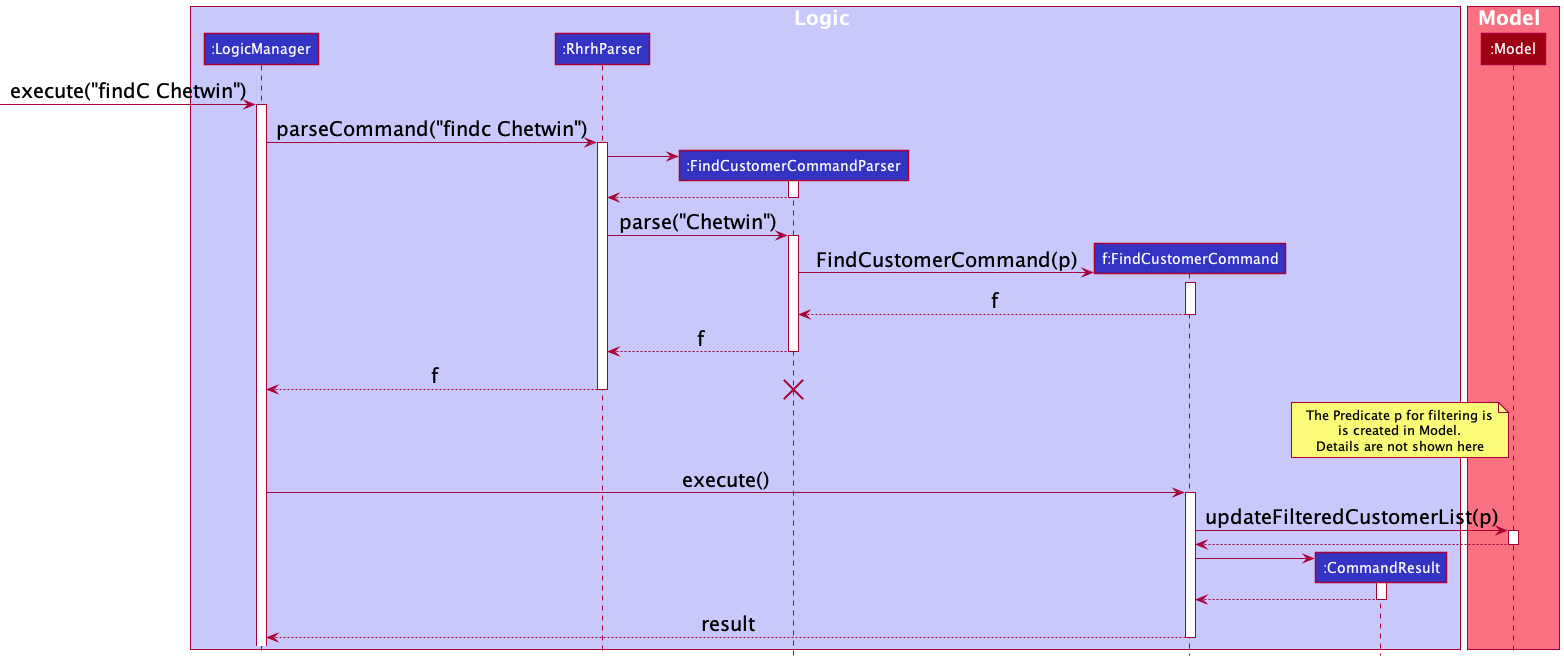 Logic
Model
:LogicManager
:RhrhParser
:Model
execute("findC Chetwin")
parseCommand("findc Chetwin")
:FindCustomerCommandParser
parse("Chetwin")
FindCustomerCommand(p)
f:FindCustomerCommand
f
f
f
The Predicate p for filtering is
is created in Model.
Details are not shown here
execute()
updateFilteredCustomerList(p)
:CommandResult
result